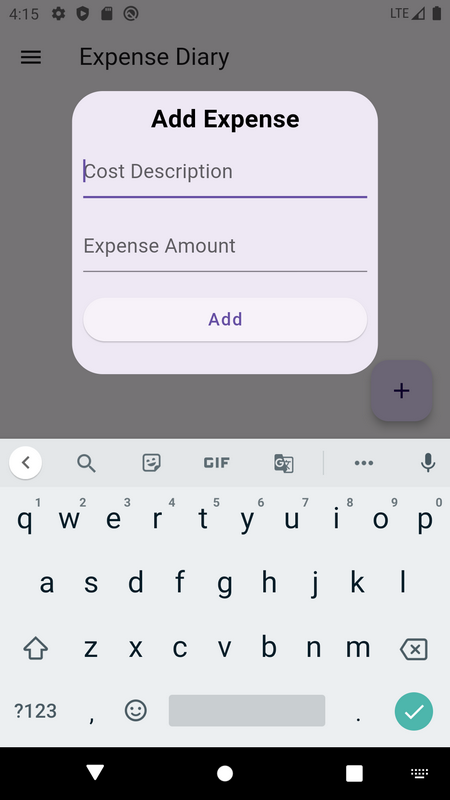 4:15 LTE
Expense Diary
Add Expense
Cost Description
Expense Amount
Add
+
GIF
1 2 3 4 5 6 7 8 9 0
q w e r t y u i o p
a s d f g h j k l
z x c v b n m
?123 , .